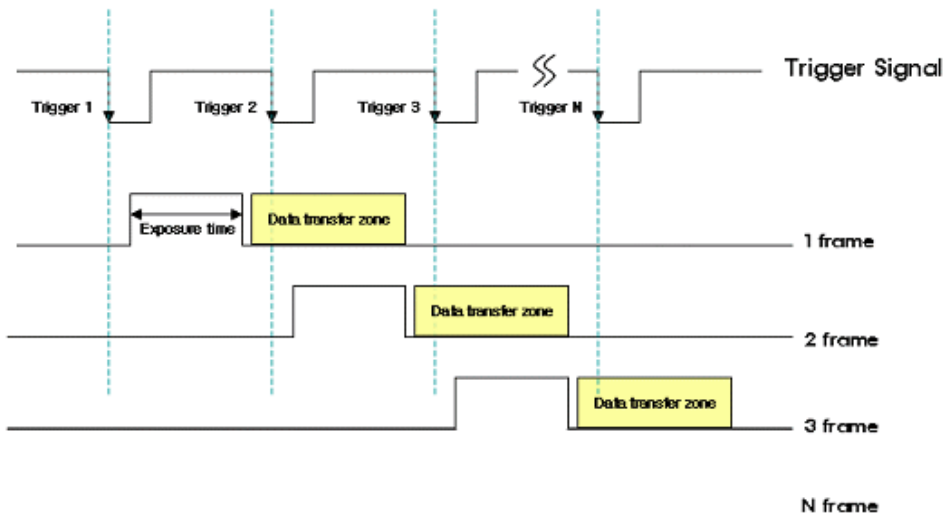 Trigger Signal
Trigger 1
Trigger 2
Trigger 3
Trigger N
Exposure time
Data transfer zone
1 frame
Data transfer zone
2 frame
Data transfer zone
3 frame
N frame